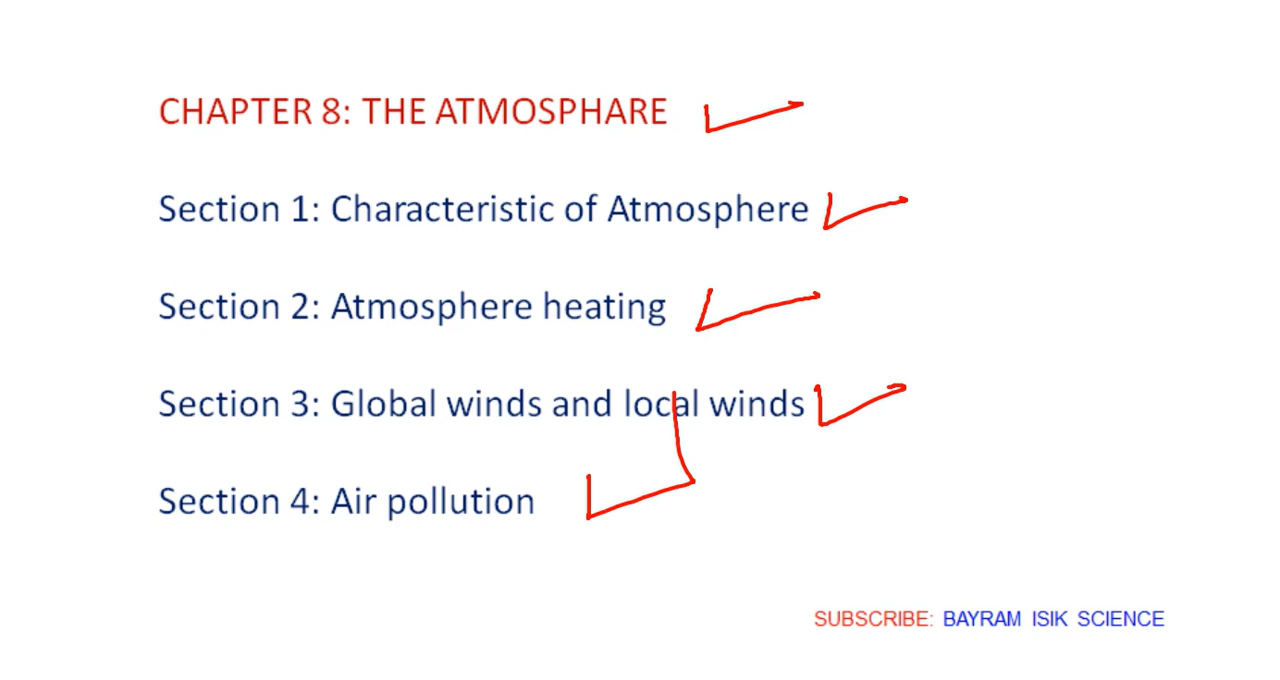 CHAPTER 8: THE ATMOSPHARE
Section 1: Characteristic of Atmosphere
Section 2: Atmosphere heating
Section 3: Global winds and local winds
Section 4: Air pollution
SUBSCRIBE: BAYRAM ISIK SCIENCE